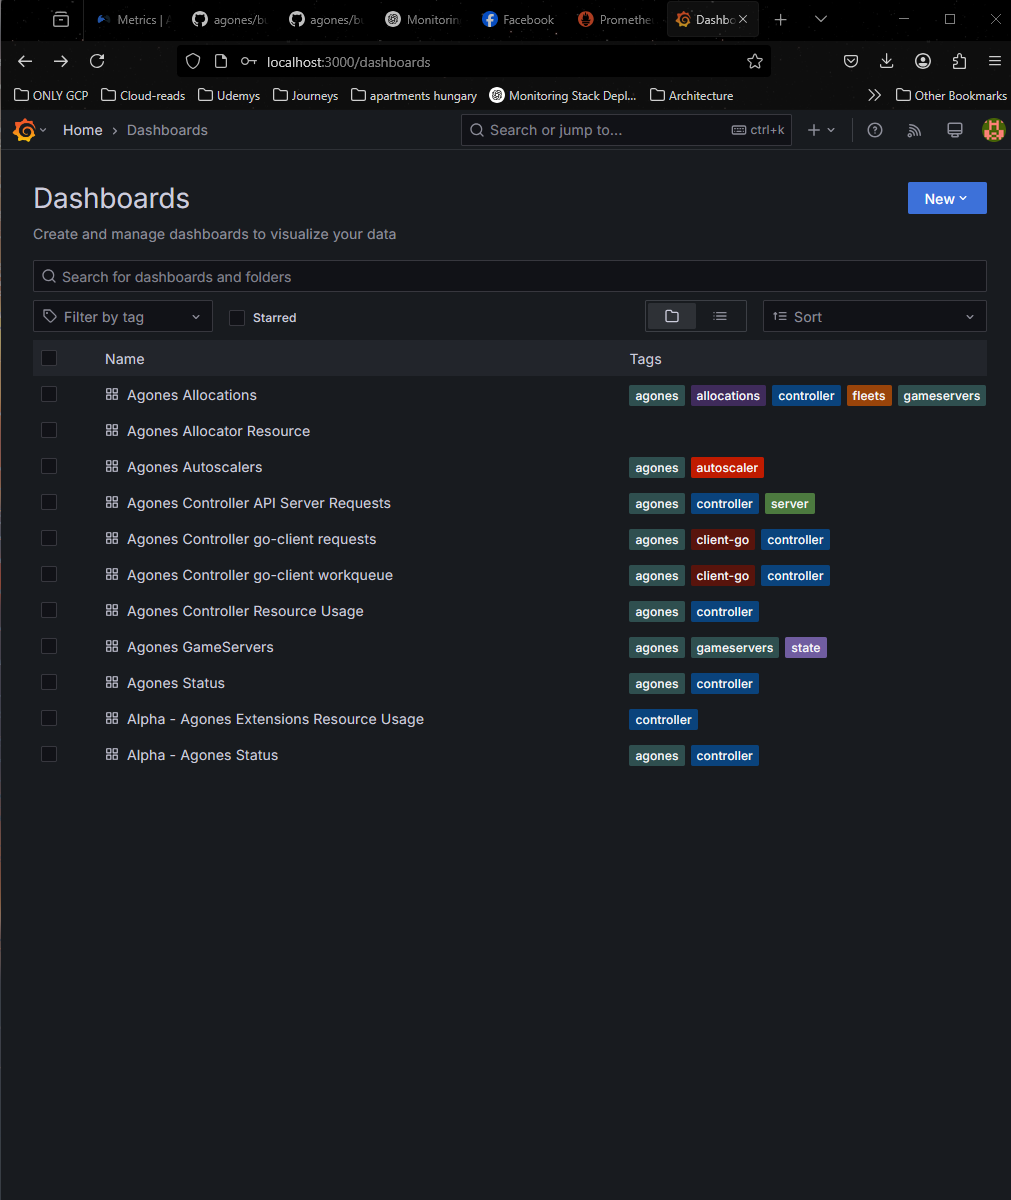 Metrics | A
agones/bu
agones/bu
Monitorin
Facebook
Promethe
Dashbo
localhost:3000/dashboards
ONLY GCP Cloud-reads Udemys Journeys apartments hungary Monitoring Stack Depl... Architecture Other Bookmarks
Home › Dashboards Search or jump to... ctrl+k
Dashboards
New
Create and manage dashboards to visualize your data
Search for dashboards and folders
Filter by tag Starred Sort
Name Tags
Agones Allocations agones allocations controller fleets gameservers
Agones Allocator Resource
Agones Autoscalers agones autoscaler
Agones Controller API Server Requests agones controller server
Agones Controller go-client requests agones client-go controller
Agones Controller go-client workqueue agones client-go controller
Agones Controller Resource Usage agones controller
Agones GameServers agones gameservers state
Agones Status agones controller
Alpha - Agones Extensions Resource Usage controller
Alpha - Agones Status agones controller